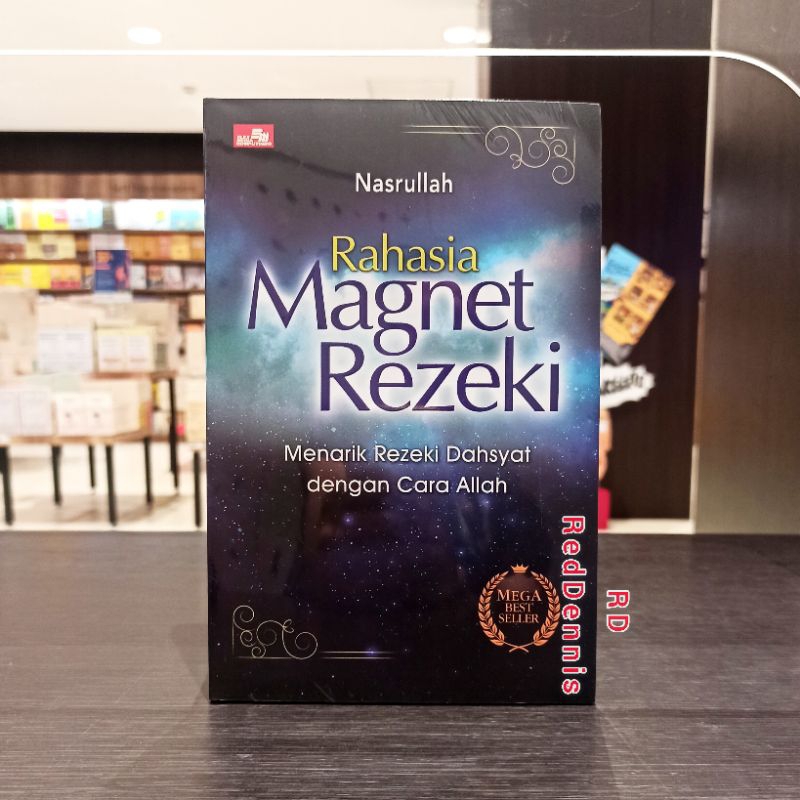 Nasrullah
Rahasia
Magnet
Rezeki
Menarik Rezeki Dahsyat
dengan Cara Allah
MEGA
BEST
SELLER
RedDennis
RD